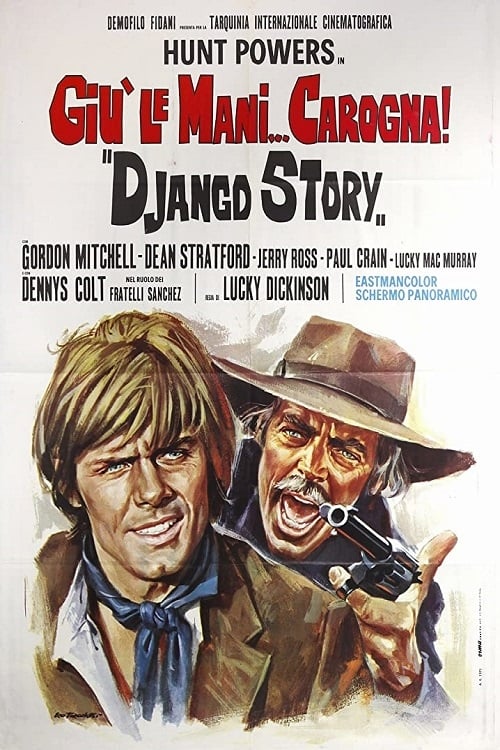 DEMOFILO FIDANI PRESENTA PER LA TARQUINIA INTERNAZIONALE CINEMATOGRAFICA
HUNT POWERS IN
GIU' LE MANI... CAROGNA!
"DJANGO STORY"
con GORDON MITCHELL - DEAN STRATFORD - JERRY ROSS - PAUL CRAIN - LUCKY MAC MURRAY
e con DENNYS COLT NEL RUOLO DEI FRATELLI SANCHEZ
REGIA DI LUCKY DICKINSON
EASTMANCOLOR
SCHERMO PANORAMICO